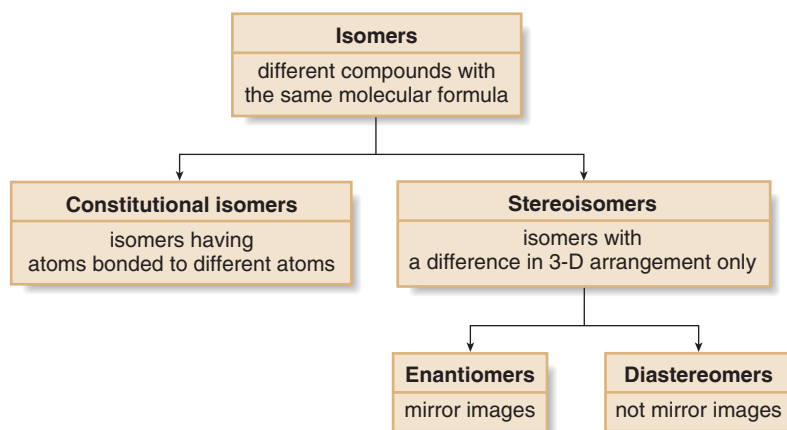 Isomers
different compounds with
the same molecular formula
Constitutional isomers
isomers having
atoms bonded to different atoms
Stereoisomers
isomers with
a difference in 3-D arrangement only
Enantiomers
mirror images
Diastereomers
not mirror images